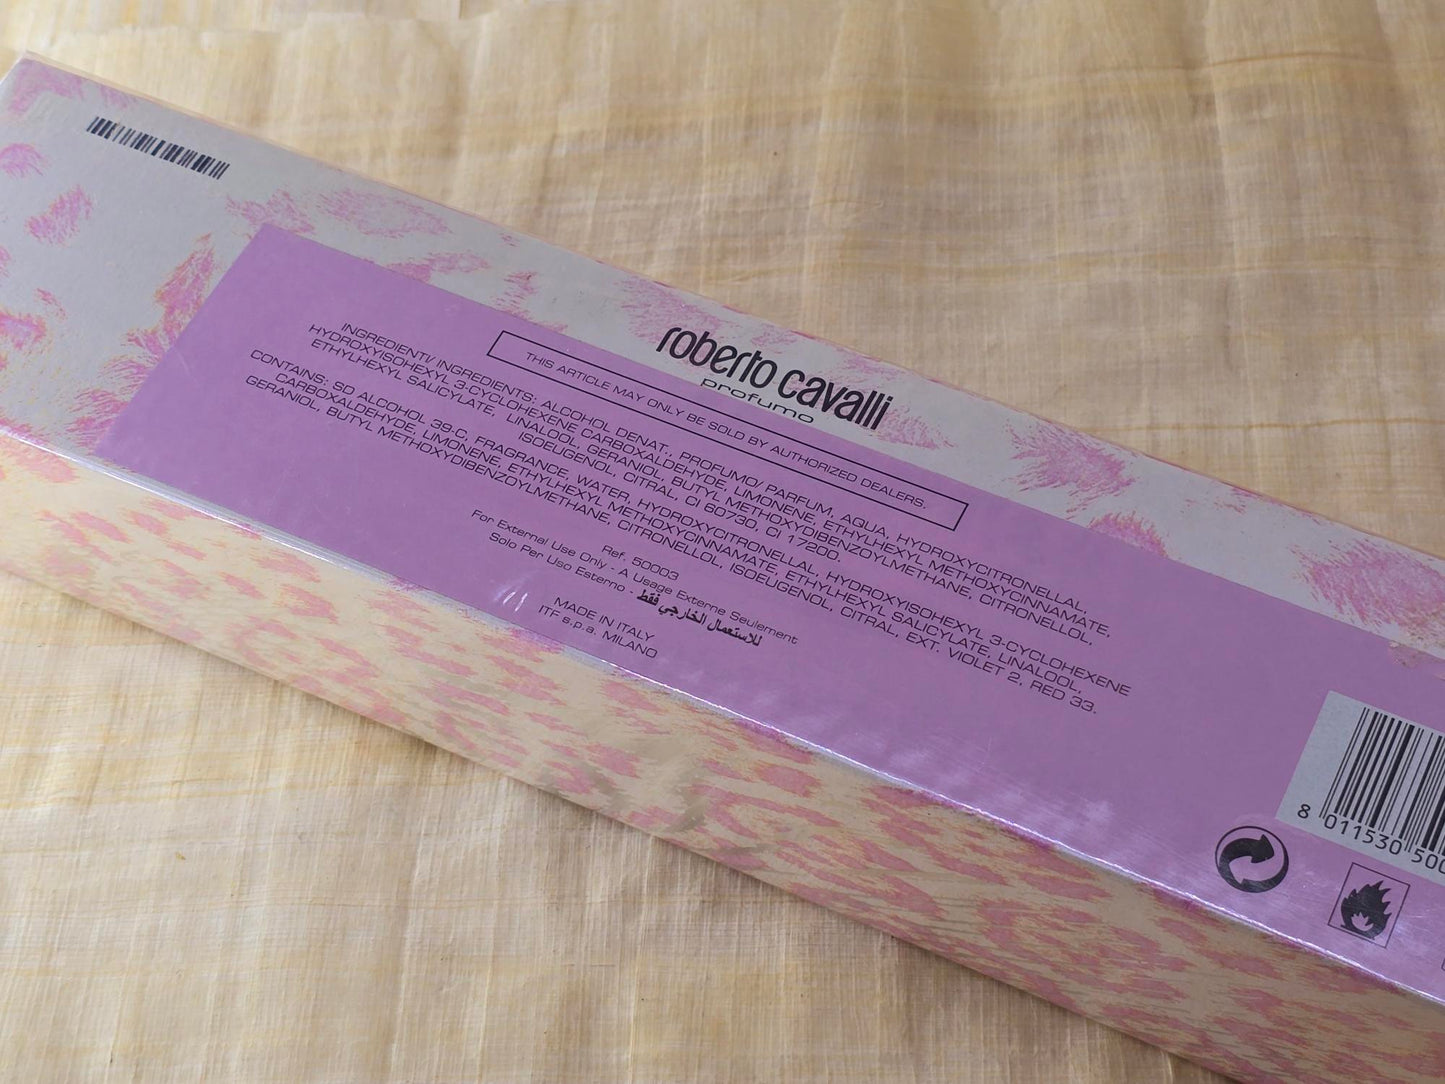 roberto cavalli
profumo
THIS ARTICLE MAY ONLY BE SOLD BY AUTHORIZED DEALERS.
INGREDIENTI/ INGREDIENTS: ALCOHOL DENAT., PROFUMO/ PARFUM, AQUA, HYDROXYCITRONELLAL,
HYDROXYISOHEXYL 3-CYCLOHEXENE CARBOXALDEHYDE, LIMONENE, ETHYLHEXYL METHOXYCINNAMATE,
ETHYLHEXYL SALICYLATE, LINALOOL, GERANIOL, BUTYL METHOXYDIBENZOYLMETHANE, CITRONELLOL,
ISOEUGENOL, CITRAL, CI 60730, CI 17200.
CONTAINS: SD ALCOHOL 39-C, FRAGRANCE, WATER, HYDROXYCITRONELLAL, HYDROXYISOHEXYL 3-CYCLOHEXENE
CARBOXALDEHYDE, LIMONENE, ETHYLHEXYL METHOXYCINNAMATE, ETHYLHEXYL SALICYLATE, LINALOOL,
GERANIOL, BUTYL METHOXYDIBENZOYLMETHANE, CITRONELLOL, ISOEUGENOL, CITRAL, EXT. VIOLET 2, RED 33.
Ref. 50003
For External Use Only - A Usage Externe Seulement
Solo Per Uso Esterno - للاستعمال الخارجي فقط
MADE IN ITALY
ITF s.p.a. MILANO
8 011530 500